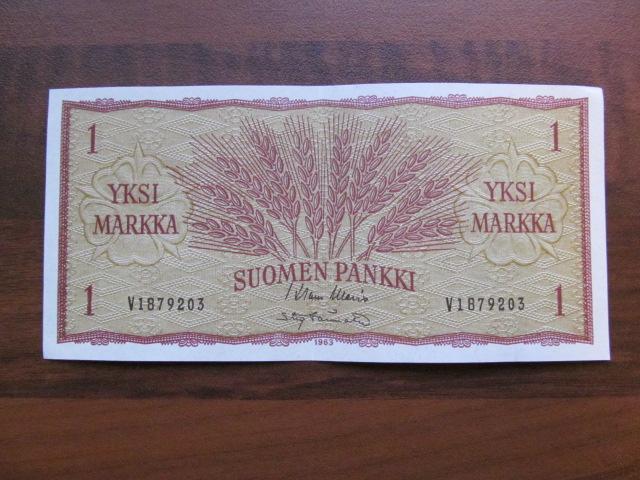 1 1
YKSI MARKKA
YKSI MARKKA
SUOMEN PANKKI
1 V1879203
V1879203 1
1963